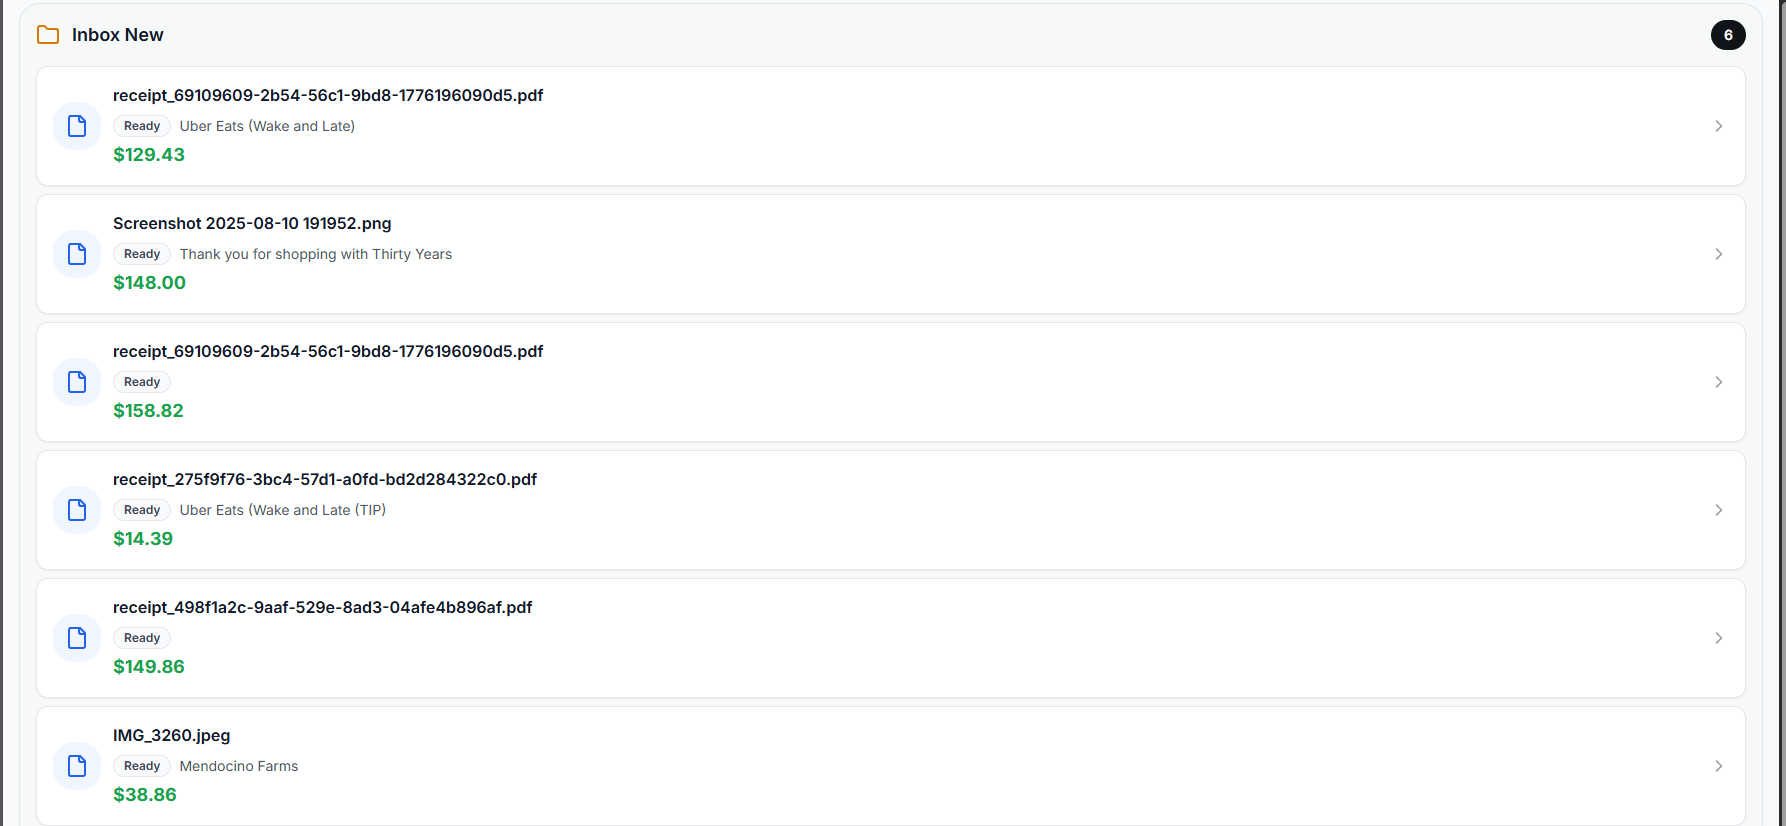 Inbox New
6
receipt_69109609-2b54-56c1-9bd8-1776196090d5.pdf
Ready Uber Eats (Wake and Late)
$129.43
Screenshot 2025-08-10 191952.png
Ready Thank you for shopping with Thirty Years
$148.00
receipt_69109609-2b54-56c1-9bd8-1776196090d5.pdf
Ready
$158.82
receipt_275f9f76-3bc4-57d1-a0fd-bd2d284322c0.pdf
Ready Uber Eats (Wake and Late (TIP)
$14.39
receipt_498f1a2c-9aaf-529e-8ad3-04afe4b896af.pdf
Ready
$149.86
IMG_3260.jpeg
Ready Mendocino Farms
$38.86